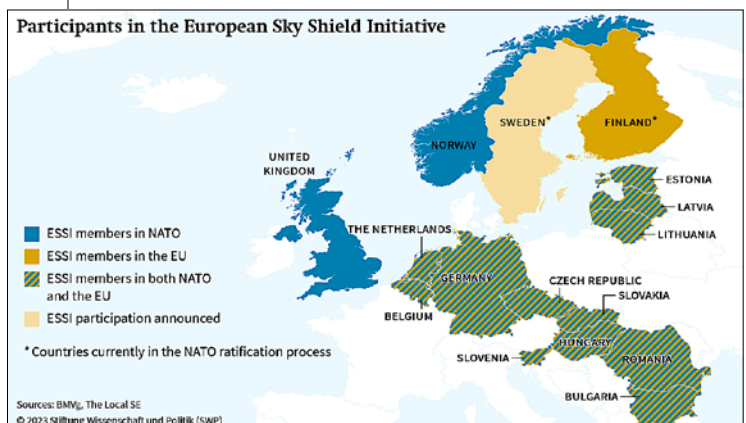 Participants in the European Sky Shield Initiative
SWEDEN*
FINLAND*
NORWAY
UNITED
KINGDOM
ESTONIA
LATVIA
LITHUANIA
THE NETHERLANDS
GERMANY
CZECH REPUBLIC
SLOVAKIA
BELGIUM
HUNGARY
SLOVENIA
ROMANIA
BULGARIA
ESSI members in NATO
ESSI members in the EU
ESSI members in both NATO
and the EU
ESSI participation announced
* Countries currently in the NATO ratification process
Sources: BMVg, The Local SE
© 2023 Stiftung Wissenschaft und Politik (SWP)